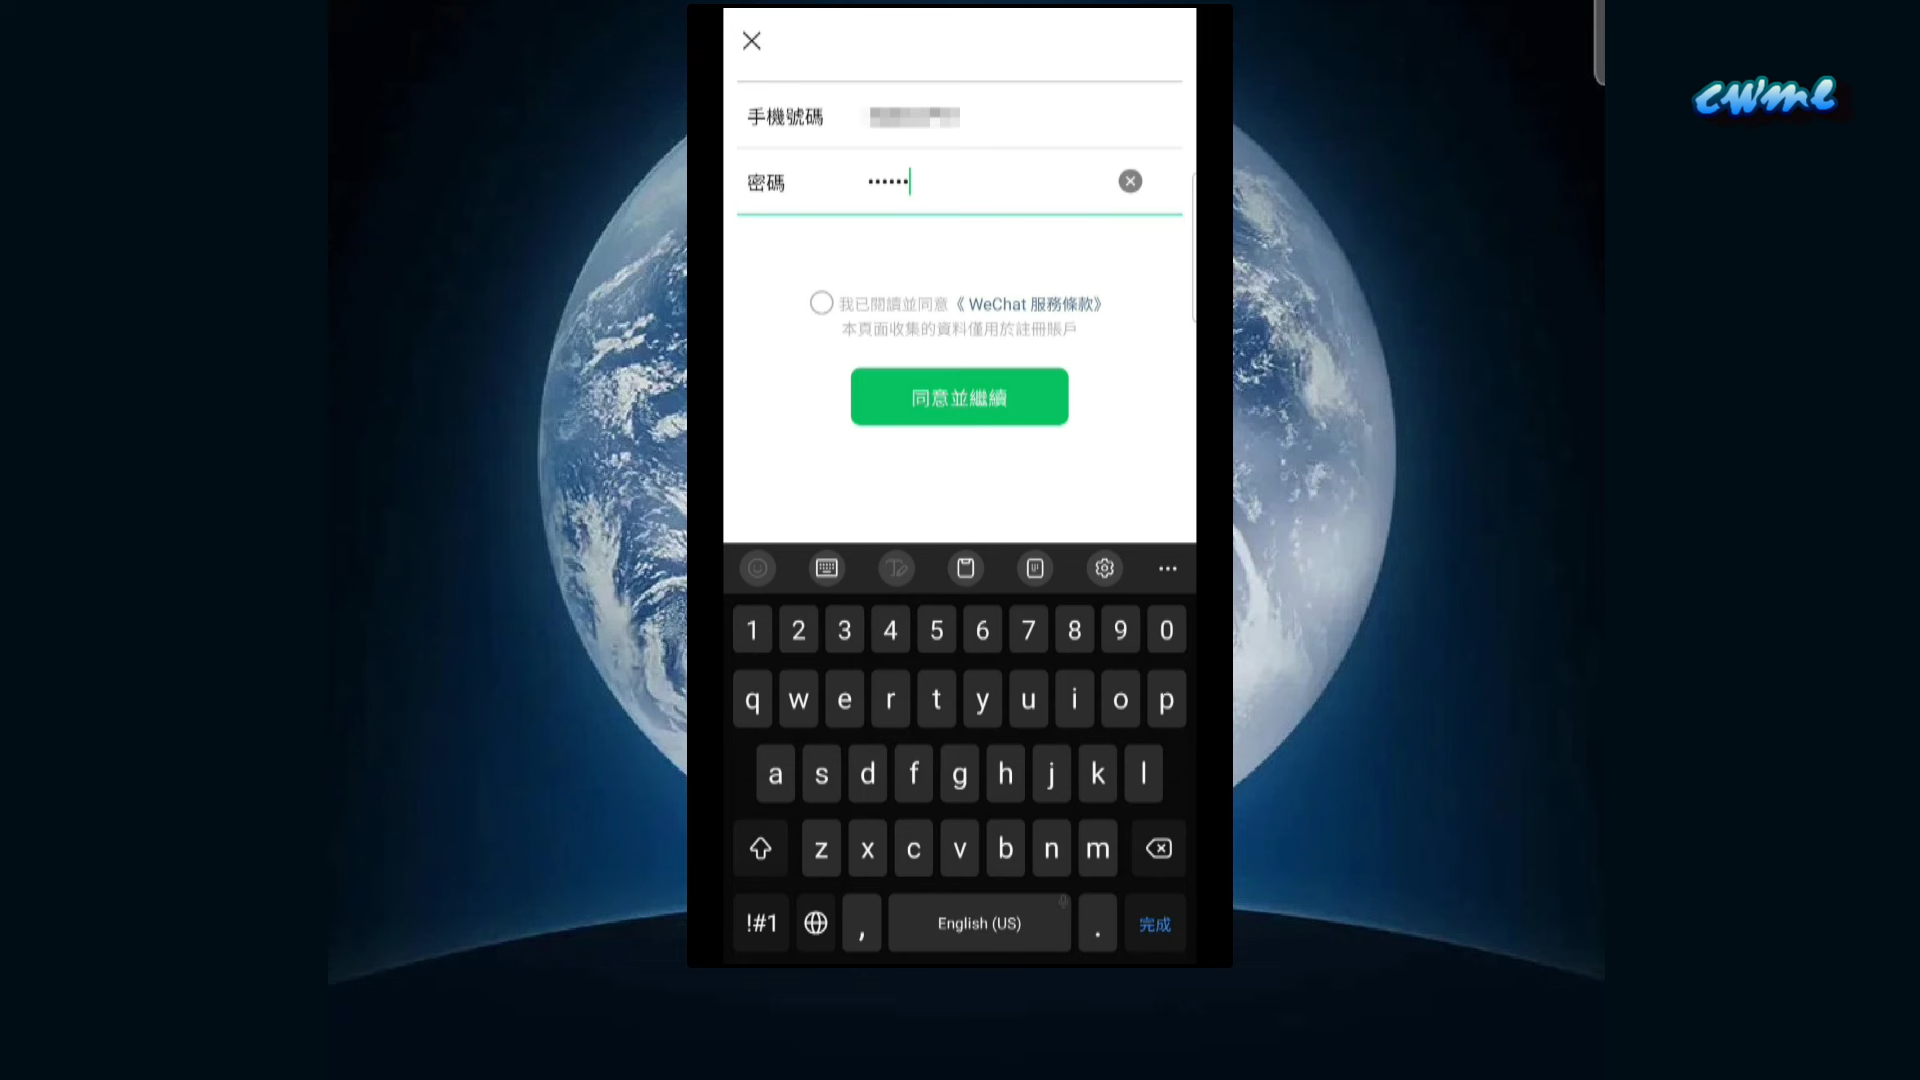 cwml
手機號碼
密碼 ••••••
我已閱讀並同意《 WeChat 服務條款》
本頁面收集的資料僅用於註冊賬戶
同意並繼續
1 2 3 4 5 6 7 8 9 0
q w e r t y u i o p
a s d f g h j k l
z x c v b n m
!#1 , English (US) . 完成